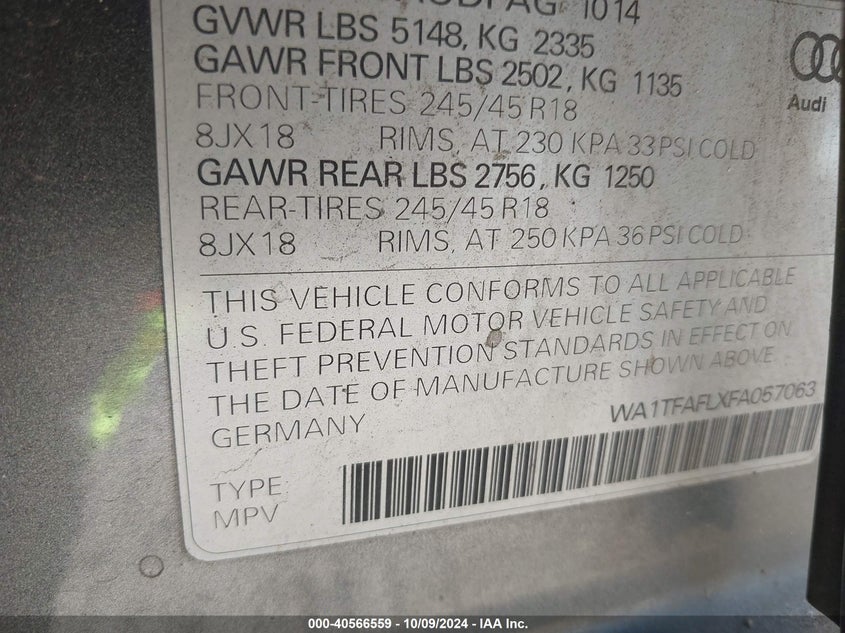 AUDI AG 1014
GVWR LBS 5148, KG 2335
GAWR FRONT LBS 2502, KG 1135
FRONT-TIRES 245/45 R18
8JX18 RIMS, AT 230 KPA 33 PSI COLD
Audi
GAWR REAR LBS 2756, KG 1250
REAR-TIRES 245/45 R18
8JX18 RIMS, AT 250 KPA 36 PSI COLD
THIS VEHICLE CONFORMS TO ALL APPLICABLE
U.S. FEDERAL MOTOR VEHICLE SAFETY AND
THEFT PREVENTION STANDARDS IN EFFECT ON
THE DATE OF MANUFACTURE SHOWN ABOVE
GERMANY
WA1TFAFLXFA057063
TYPE:
MPV
000-40566559 - 10/09/2024 - IAA Inc.